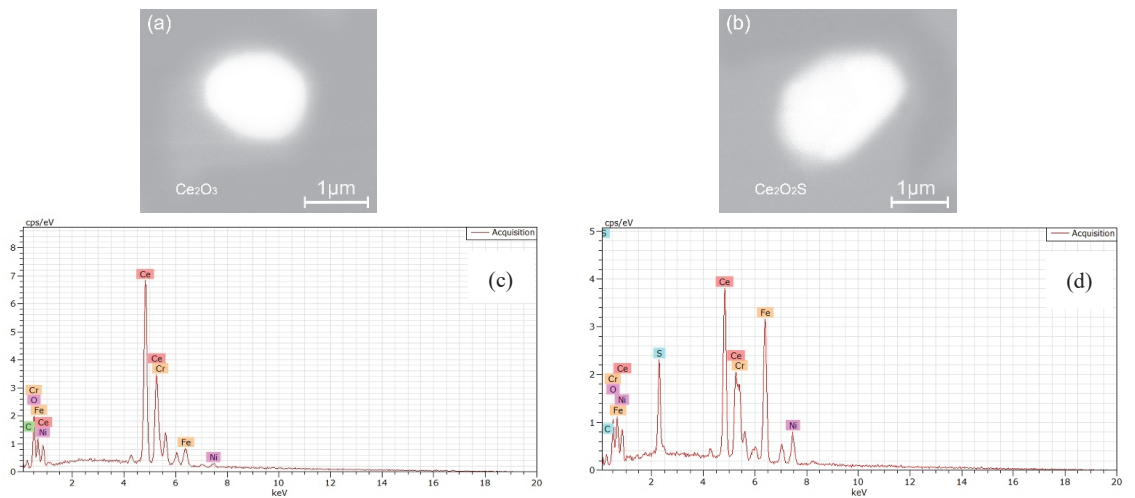 (a)
Ce₂O₃
1μm
(b)
Ce₂O₂S
1μm
cps/eV
Acquisition
(c)
8
7
6
5
4
3
2
1
0
Ce
Ce
Cr
Cr
O
Fe
C
Ce
Ni
Fe
Ni
2 4 6 8 10 12 14 16 18 20
keV
cps/eV
Acquisition
(d)
5
4
3
2
1
0
S
Ce
Fe
S
Ce
Cr
Ce
Cr
O
Ni
Fe
C
Ni
2 4 6 8 10 12 14 16 18 20
keV